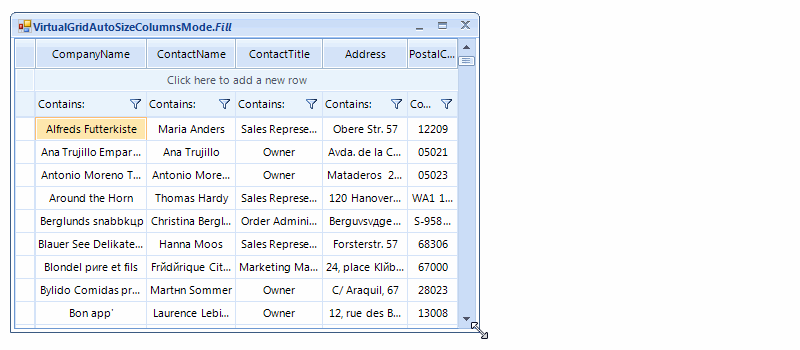 VirtualGridAutoSizeColumnsMode.Fill
CompanyName ContactName ContactTitle Address PostalC...
Click here to add a new row
Contains: Contains: Contains: Contains: Co...
Alfreds Futterkiste Maria Anders Sales Represe... Obere Str. 57 12209
Ana Trujillo Empar... Ana Trujillo Owner Avda. de la C... 05021
Antonio Moreno T... Antonio More... Owner Mataderos 2... 05023
Around the Horn Thomas Hardy Sales Represe... 120 Hanover... WA1 1...
Berglunds snabbkцp Christina Bergl... Order Admini... Berguvsvдge... S-958...
Blauer See Delikate... Hanna Moos Sales Represe... Forsterstr. 57 68306
Blondel pиre et fils Frйdйrique Cit... Marketing Ma... 24, place Klйb... 67000
Bуlido Comidas pr... Martнn Sommer Owner C/ Araquil, 67 28023
Bon app' Laurence Lebi... Owner 12, rue des B... 13008